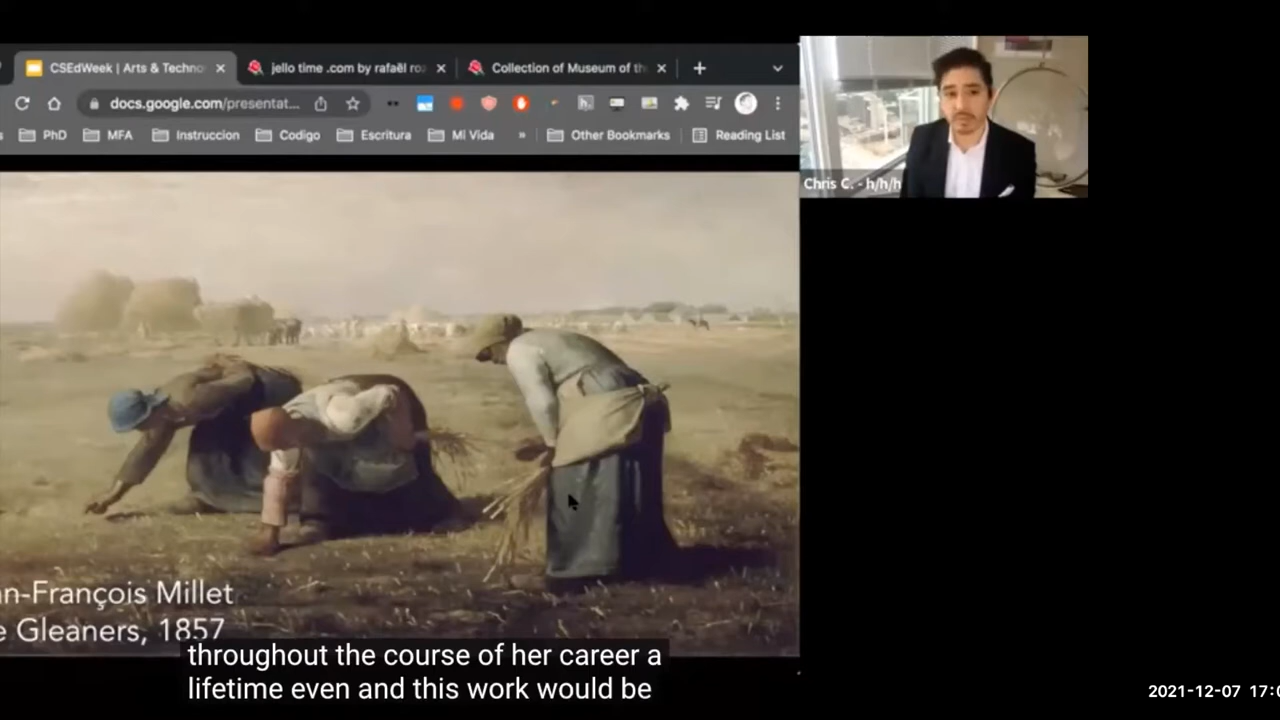 CSEdWeek | Arts & Techno
jello time .com by rafaël ro
Collection of Museum of th
docs.google.com/presentat...
PhD
MFA
Instruccion
Codigo
Escritura
Mi Vida
»
Other Bookmarks
Reading List
Chris C. - h/h/h
n-François Millet
e Gleaners, 1857
throughout the course of her career a
lifetime even and this work would be
2021-12-07 17:0